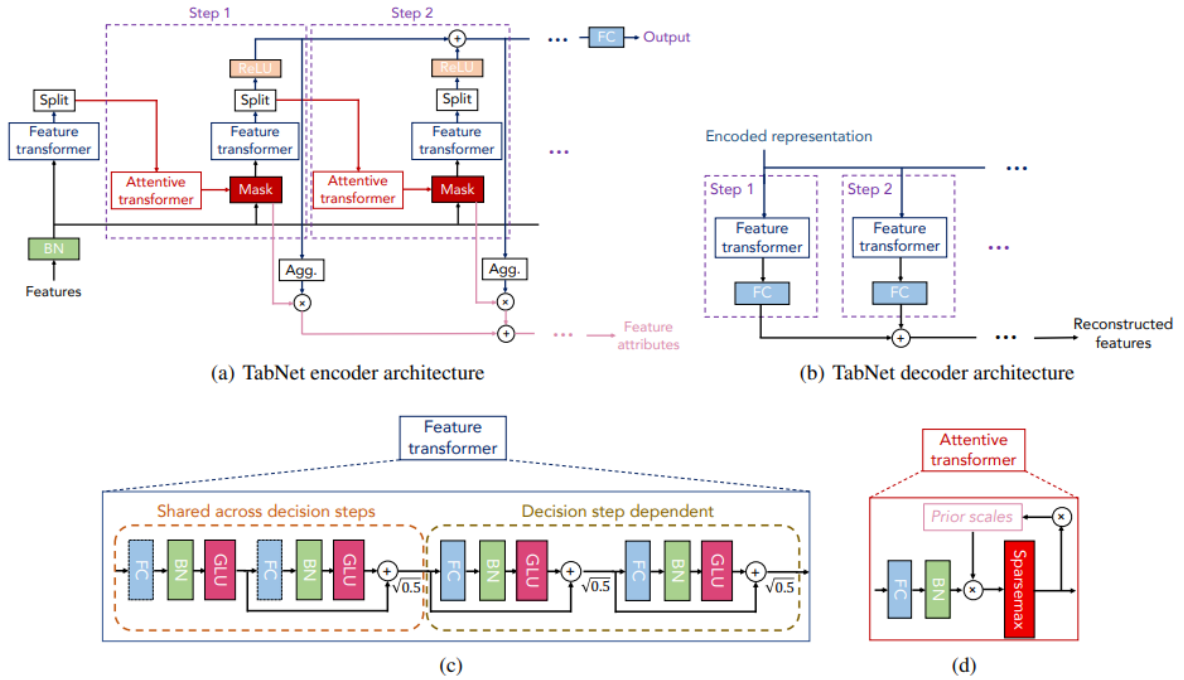 Step 1
Step 2
FC
Output
ReLU
ReLU
Split
Split
Split
Feature
transformer
Feature
transformer
Feature
transformer
Attentive
transformer
Mask
Attentive
transformer
Mask
...
...
BN
Features
Agg.
Agg.
×
×
+
+
...
Feature
attributes
(a) TabNet encoder architecture
Encoded representation
...
Step 1
Step 2
Feature
transformer
Feature
transformer
...
FC
FC
+
...
Reconstructed
features
(b) TabNet decoder architecture
Feature
transformer
Shared across decision steps
Decision step dependent
FC
BN
GLU
FC
BN
GLU
+
√0.5
FC
BN
GLU
+
√0.5
FC
BN
GLU
+
√0.5
(c)
Attentive
transformer
Prior scales
×
FC
BN
×
Sparsemax
(d)